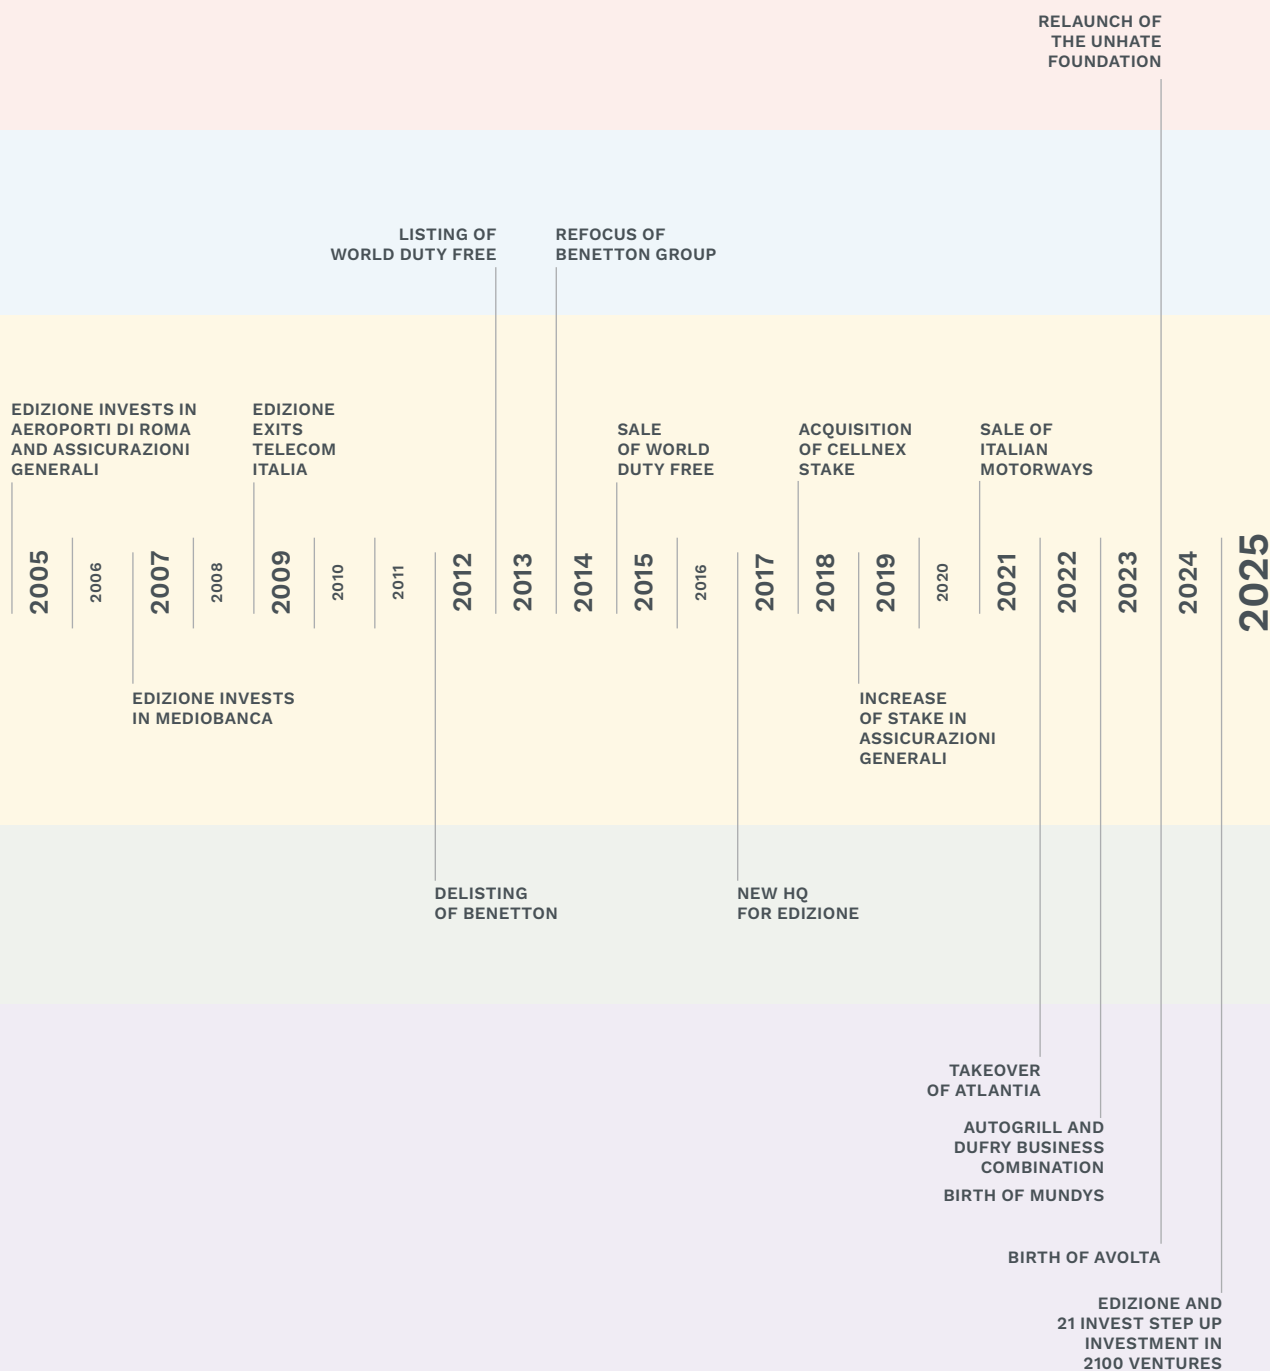 RELAUNCH OF
THE UNHATE
FOUNDATION
LISTING OF
WORLD DUTY FREE
REFOCUS OF
BENETTON GROUP
EDIZIONE INVESTS IN
AEROPORTI DI ROMA
AND ASSICURAZIONI
GENERALI
EDIZIONE
EXITS
TELECOM
ITALIA
SALE
OF WORLD
DUTY FREE
ACQUISITION
OF CELLNEX
STAKE
SALE OF
ITALIAN
MOTORWAYS
2005
2006
2007
2008
2009
2010
2011
2012
2013
2014
2015
2016
2017
2018
2019
2020
2021
2022
2023
2024
2025
EDIZIONE INVESTS
IN MEDIOBANCA
INCREASE
OF STAKE IN
ASSICURAZIONI
GENERALI
DELISTING
OF BENETTON
NEW HQ
FOR EDIZIONE
TAKEOVER
OF ATLANTIA
AUTOGRILL AND
DUFRY BUSINESS
COMBINATION
BIRTH OF MUNDYS
BIRTH OF AVOLTA
EDIZIONE AND
21 INVEST STEP UP
INVESTMENT IN
2100 VENTURES